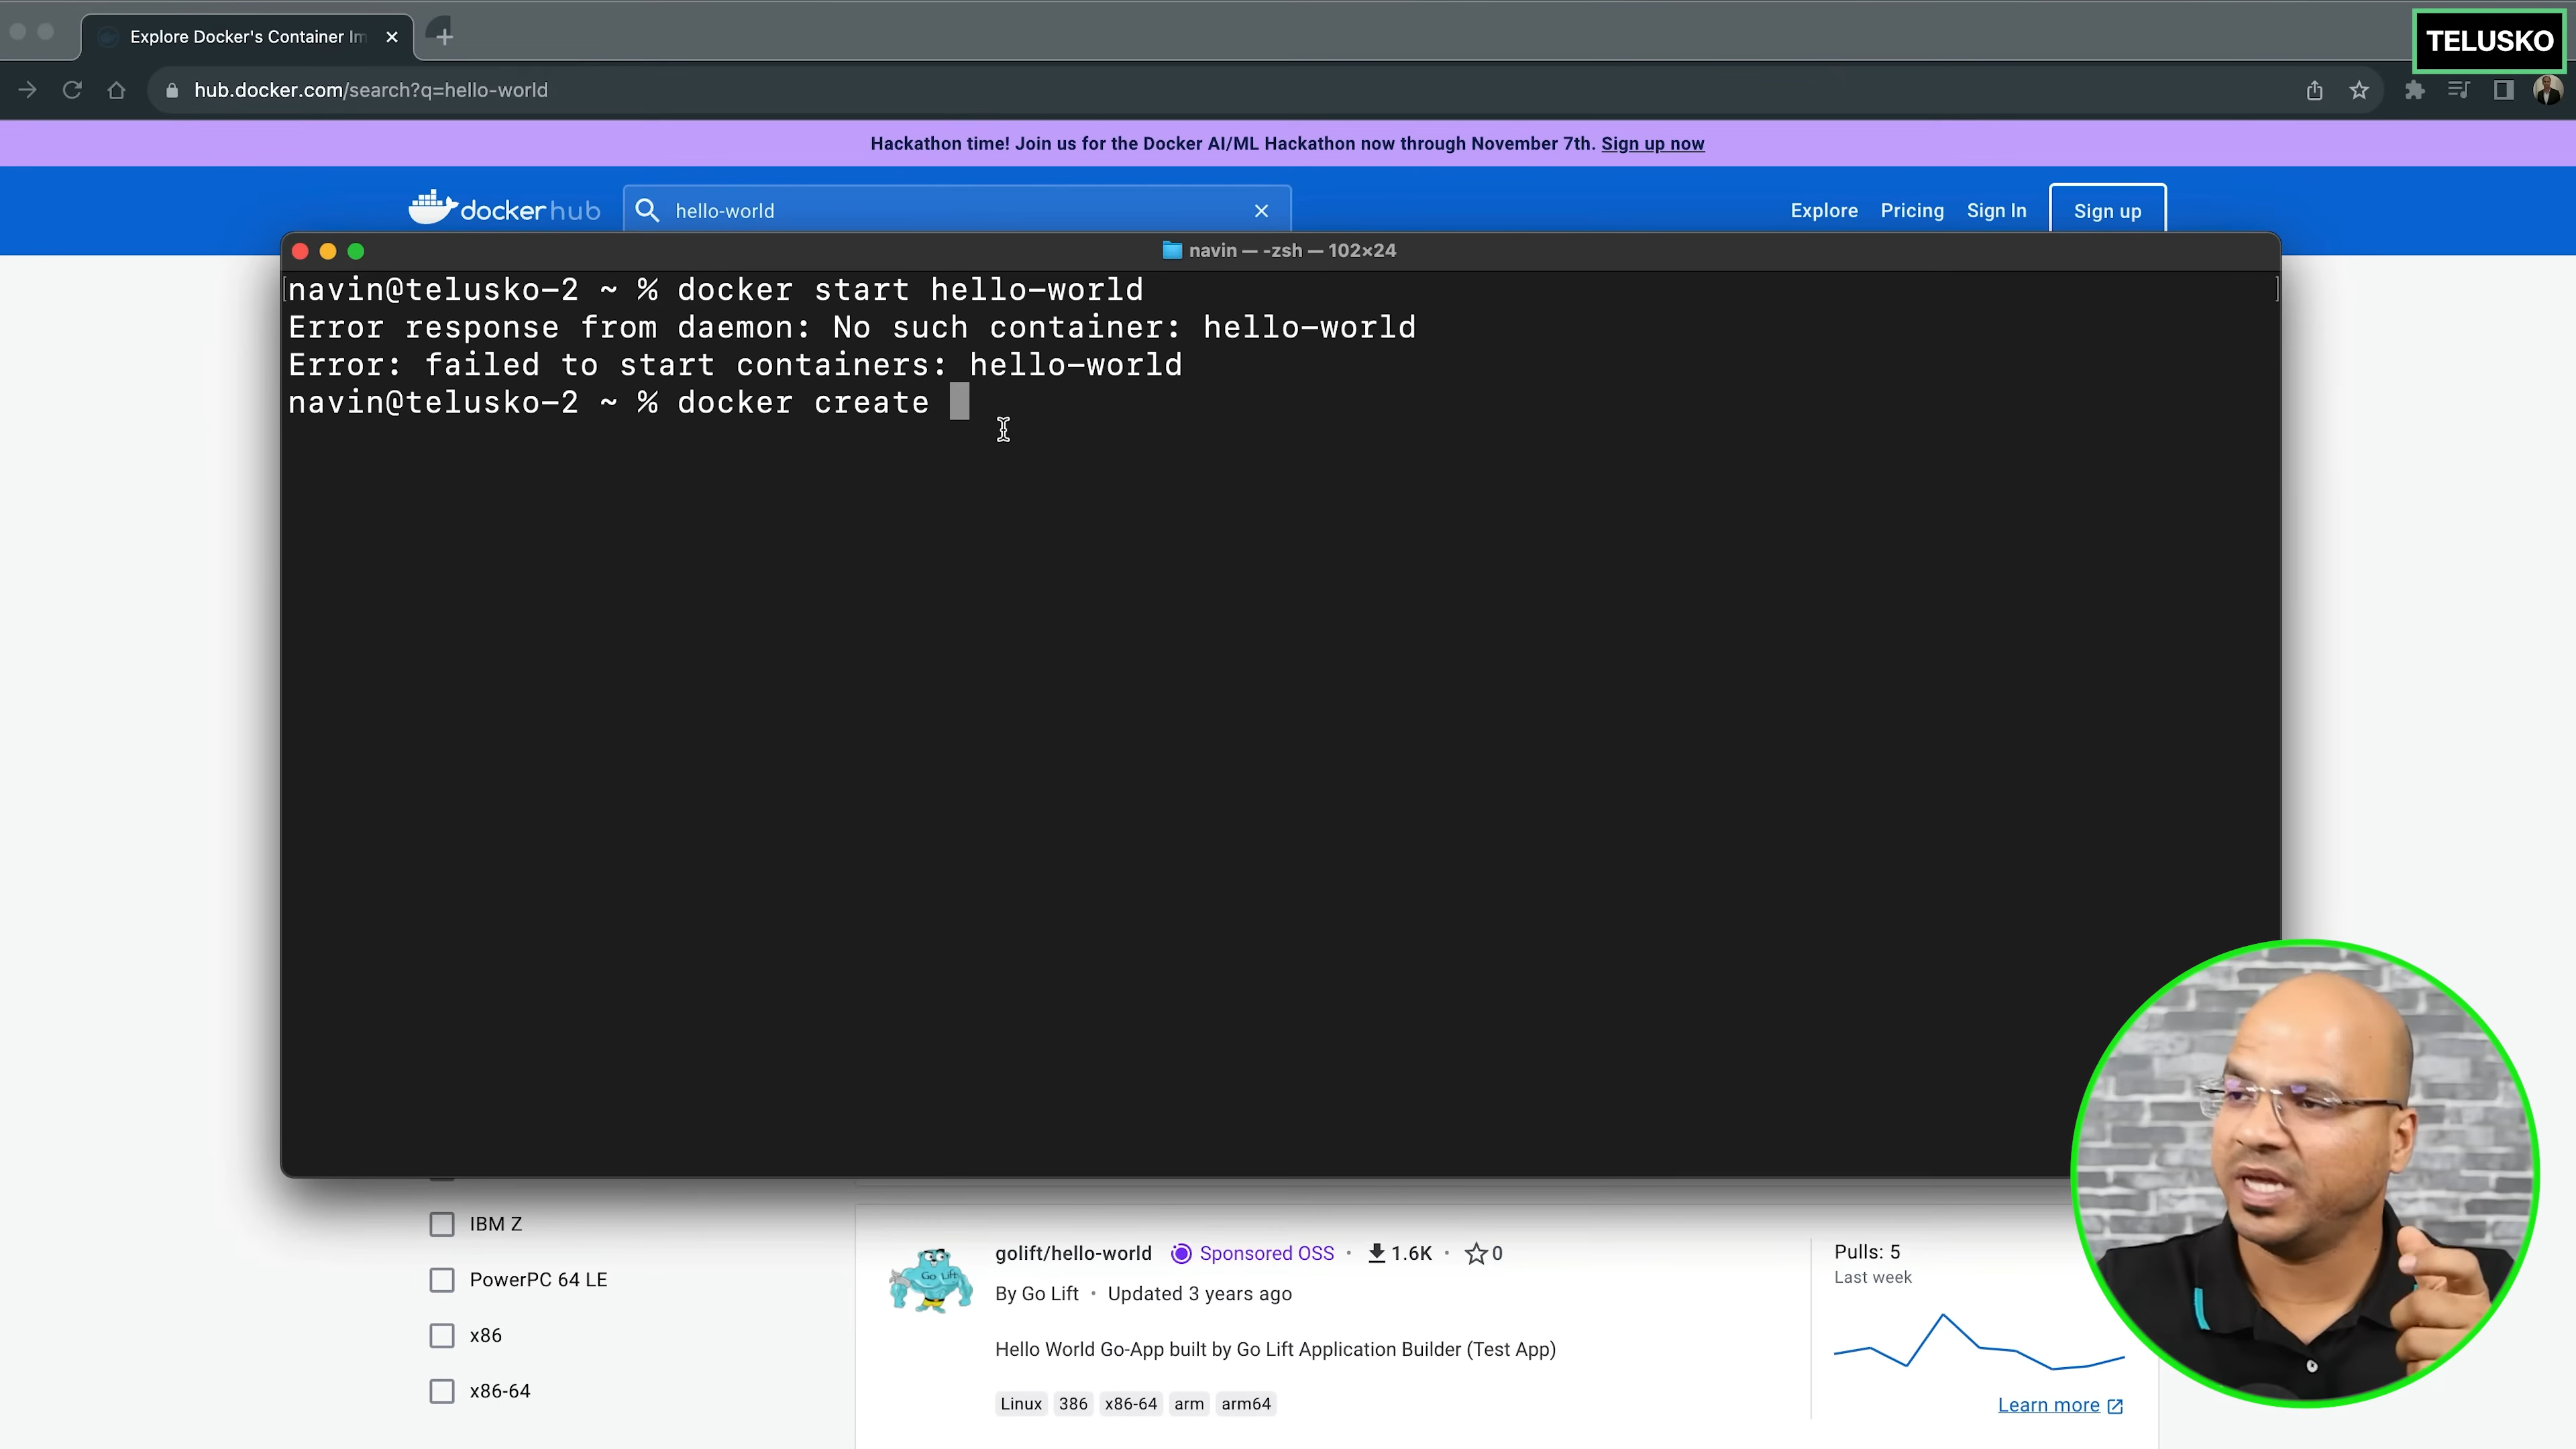 Explore Docker's Container Im
TELUSKO
hub.docker.com/search?q=hello-world
Hackathon time! Join us for the Docker AI/ML Hackathon now through November 7th. Sign up now
docker hub
hello-world
Explore
Pricing
Sign In
Sign up
navin — -zsh — 102×24
navin@telusko-2 ~ % docker start hello-world
Error response from daemon: No such container: hello-world
Error: failed to start containers: hello-world
navin@telusko-2 ~ % docker create
IBM Z
PowerPC 64 LE
x86
x86-64
Go Lift
golift/hello-world Sponsored OSS · 1.6K · 0
By Go Lift · Updated 3 years ago
Hello World Go-App built by Go Lift Application Builder (Test App)
Linux 386 x86-64 arm arm64
Pulls: 5
Last week
Learn more